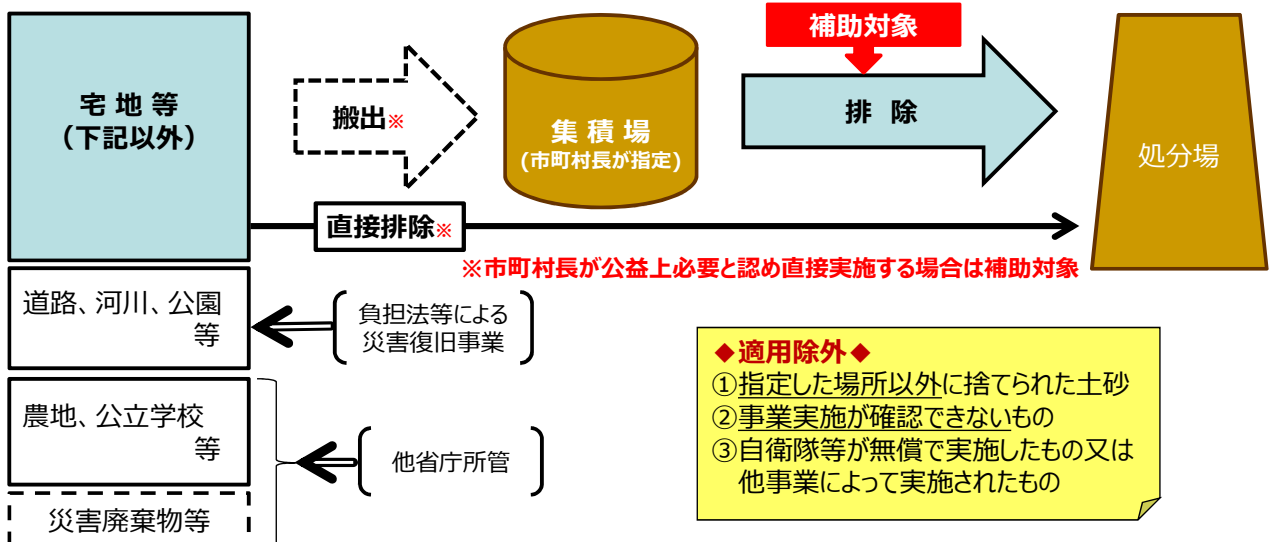 宅 地 等
（下記以外）
搬出※
集 積 場
(市町村長が指定)
補助対象
排 除
処分場
直接排除※
※市町村長が公益上必要と認め直接実施する場合は補助対象
道路、河川、公園
等
負担法等による
災害復旧事業
農地、公立学校
等
他省庁所管
災害廃棄物等
◆適用除外◆
①指定した場所以外に捨てられた土砂
②事業実施が確認できないもの
③自衛隊等が無償で実施したもの又は
他事業によって実施されたもの